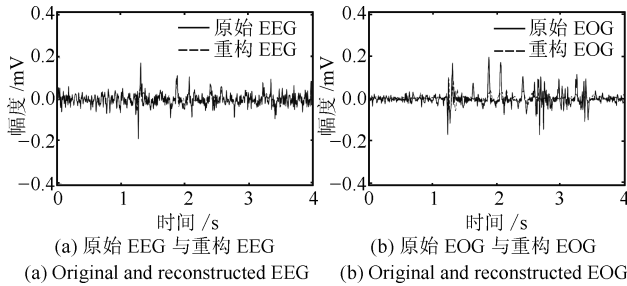 0.4
0.2
0.0
−0.2
−0.4
幅度 /mV
原始 EEG
重构 EEG
0 1 2 3 4
时间 /s
(a) 原始 EEG 与重构 EEG
(a) Original and reconstructed EEG
0.4
0.2
0.0
−0.2
−0.4
幅度 /mV
原始 EOG
重构 EOG
0 1 2 3 4
时间 /s
(b) 原始 EOG 与重构 EOG
(b) Original and reconstructed EOG